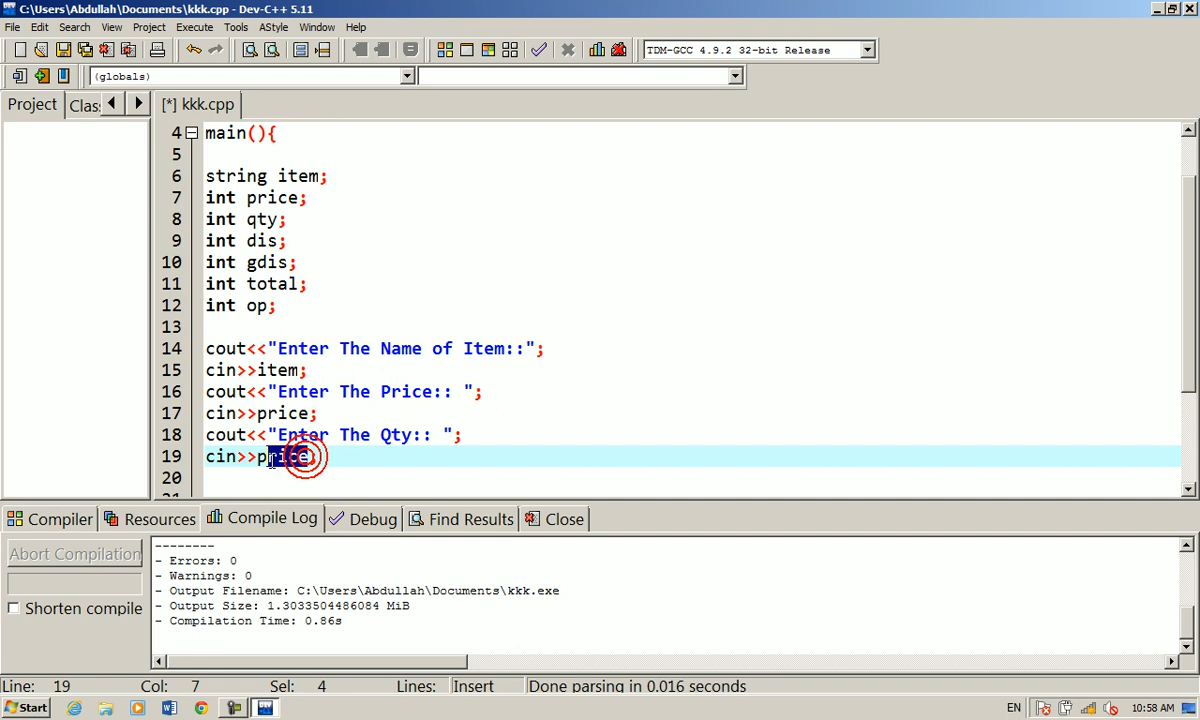 C:\Users\Abdullah\Documents\kkk.cpp - Dev-C++ 5.11
File Edit Search View Project Execute Tools AStyle Window Help
TDM-GCC 4.9.2 32-bit Release
(globals)
Project Clas [*] kkk.cpp
4 main(){
5
6 string item;
7 int price;
8 int qty;
9 int dis;
10 int gdis;
11 int total;
12 int op;
13
14 cout<<"Enter The Name of Item::";
15 cin>>item;
16 cout<<"Enter The Price:: ";
17 cin>>price;
18 cout<<"Enter The Qty:: ";
19 cin>>price;
20
Compiler Resources Compile Log Debug Find Results Close
Abort Compilation
Shorten compile
--------
- Errors: 0
- Warnings: 0
- Output Filename: C:\Users\Abdullah\Documents\kkk.exe
- Output Size: 1.3033504486084 MiB
- Compilation Time: 0.86s
Line: 19 Col: 7 Sel: 4 Lines: Insert Done parsing in 0.016 seconds
Start EN 10:58 AM